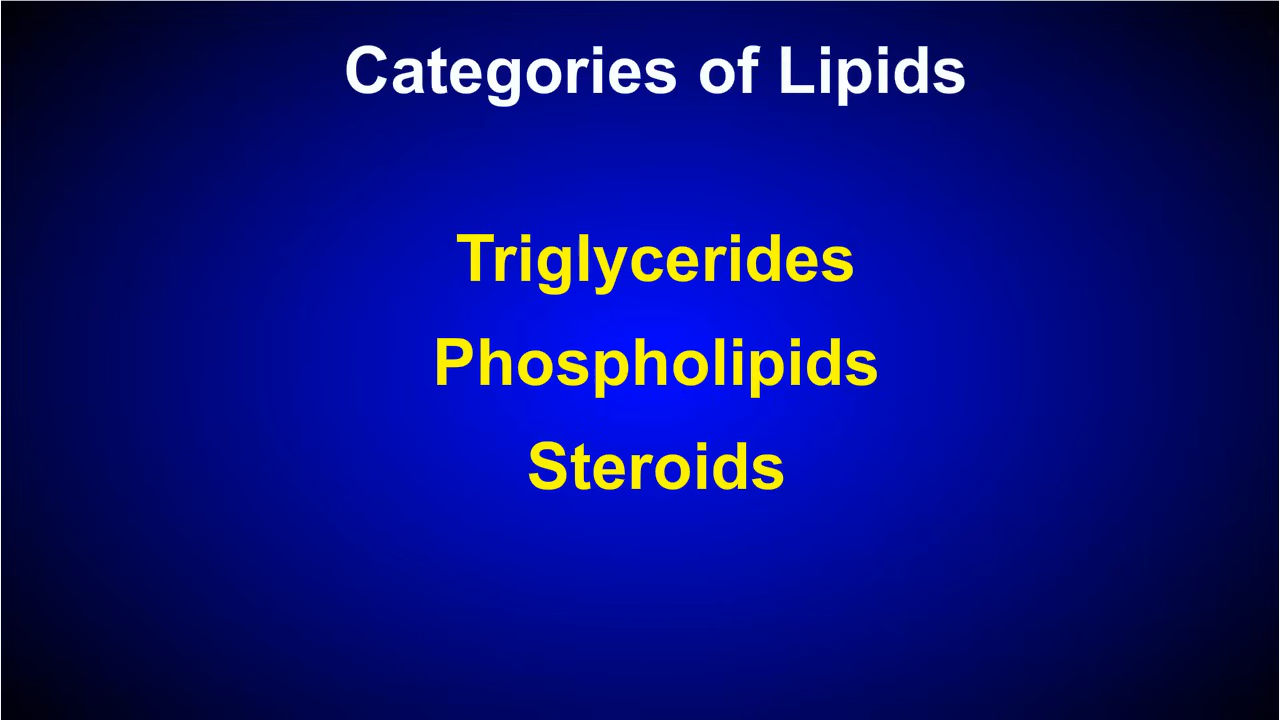 Categories of Lipids
Triglycerides
Phospholipids
Steroids